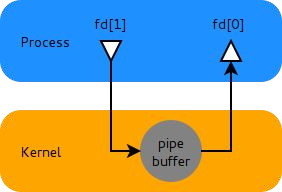 fd[1]
fd[0]
Process
pipe
buffer
Kernel